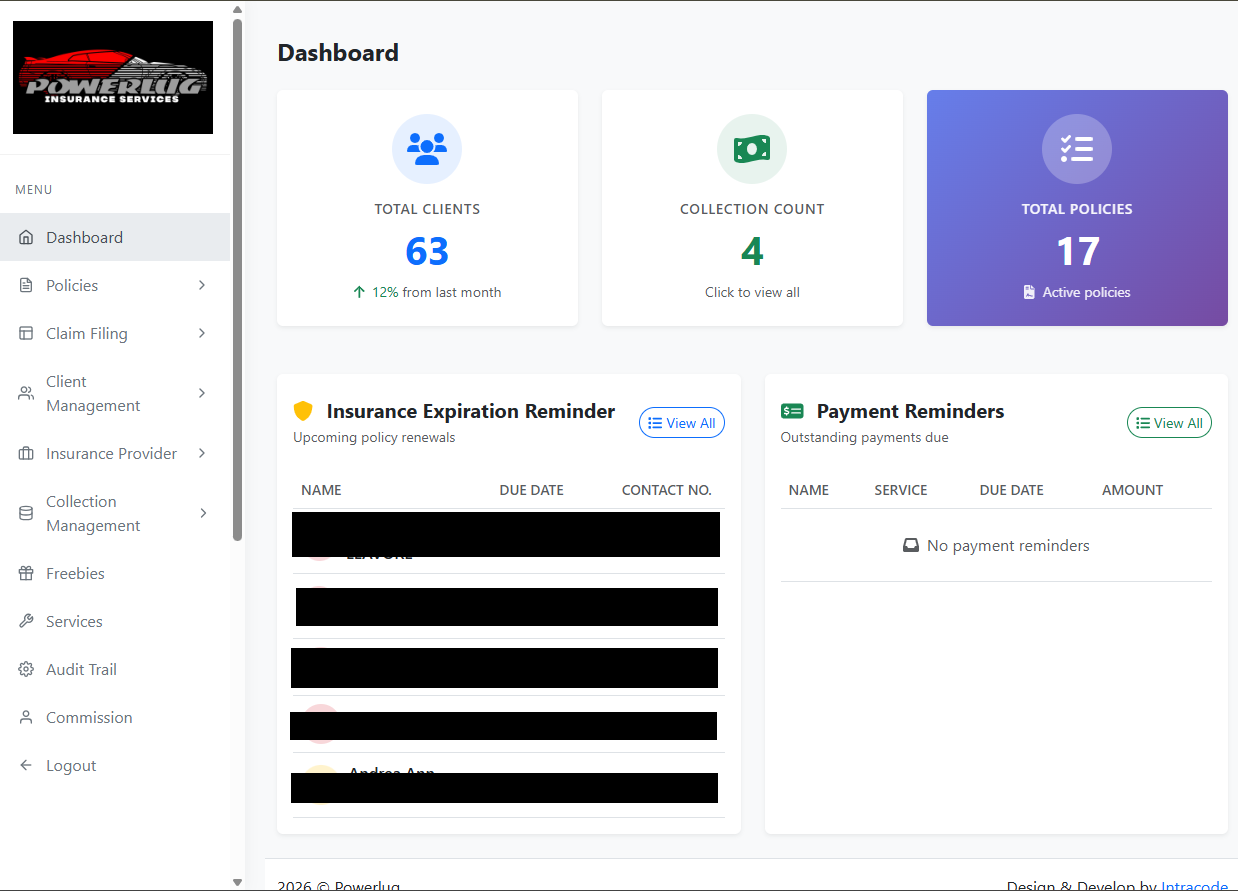 POWERLUG
INSURANCE SERVICES
MENU
Dashboard
Policies
Claim Filing
Client
Management
Insurance Provider
Collection
Management
Freebies
Services
Audit Trail
Commission
Logout
Dashboard
TOTAL CLIENTS
63
12% from last month
COLLECTION COUNT
4
Click to view all
TOTAL POLICIES
17
Active policies
Insurance Expiration Reminder
Upcoming policy renewals
View All
NAME DUE DATE CONTACT NO.
Andrea Ann
Payment Reminders
Outstanding payments due
View All
NAME SERVICE DUE DATE AMOUNT
No payment reminders
2026 © Powerlug
Design & Develop by Intracode